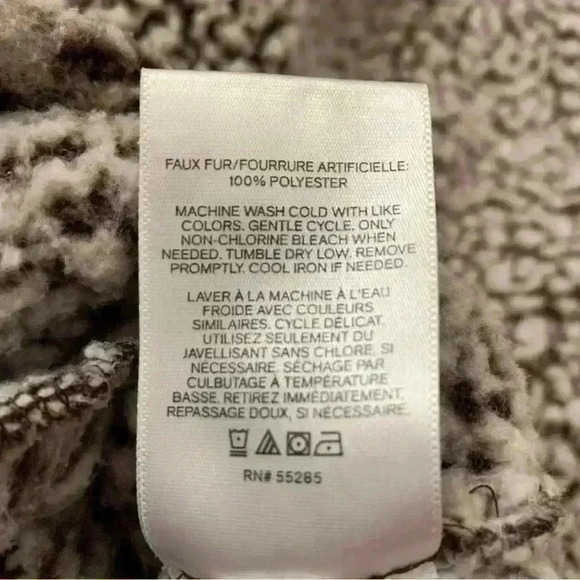 FAUX FUR/FOURRURE ARTIFICIELLE:
100% POLYESTER
MACHINE WASH COLD WITH LIKE
COLORS. GENTLE CYCLE. ONLY
NON-CHLORINE BLEACH WHEN
NEEDED. TUMBLE DRY LOW. REMOVE
PROMPTLY. COOL IRON IF NEEDED.
LAVER À LA MACHINE À L'EAU
FROIDE AVEC COULEURS
SIMILAIRES. CYCLE DÉLICAT.
UTILISEZ SEULEMENT DU
JAVELLISANT SANS CHLORE, SI
NÉCESSAIRE. SÉCHAGE PAR
CULBUTAGE À TEMPÉRATURE
BASSE. RETIREZ IMMÉDIATEMENT.
REPASSAGE DOUX, SI NÉCESSAIRE.
RN# 55285